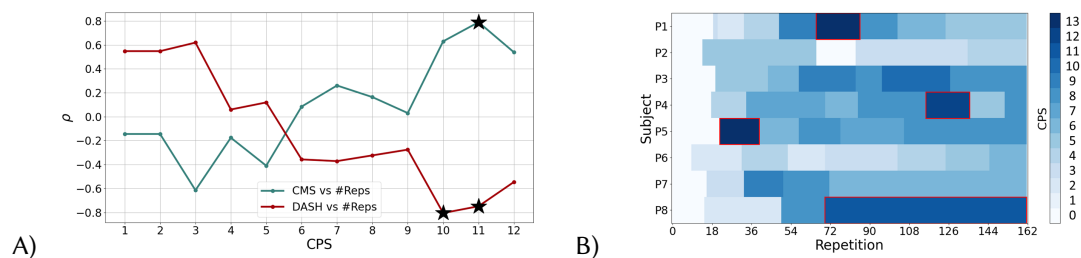 0.8
0.6
0.4
0.2
0.0
−0.2
−0.4
−0.6
−0.8
ρ
CMS vs #Reps
DASH vs #Reps
1 2 3 4 5 6 7 8 9 10 11 12
CPS
A)
P1
P2
P3
P4
P5
P6
P7
P8
Subject
0 18 36 54 72 90 108 126 144 162
Repetition
B)
13
12
11
10
9
8
7
6
5
4
3
2
1
0
CPS